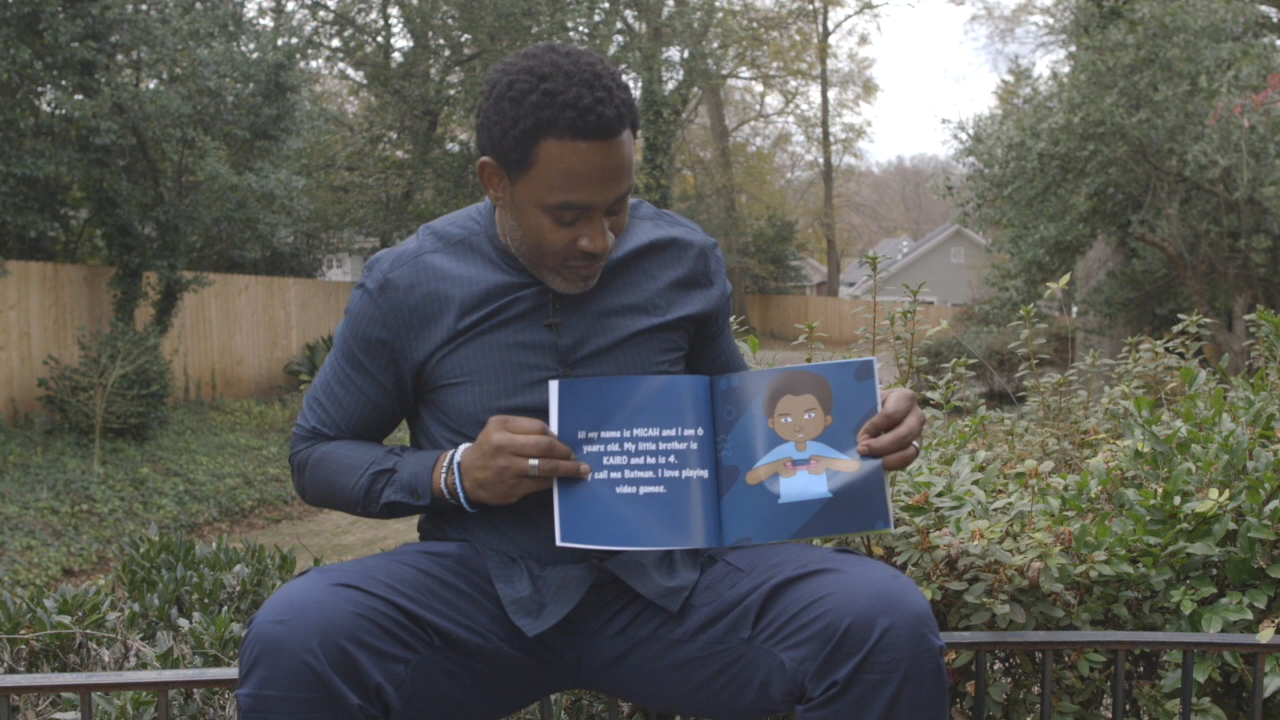 Hi my name is MICAH and I am 6
years old. My little brother is
KAIRO and he is 4.
call me Batman. I love playing
video games.